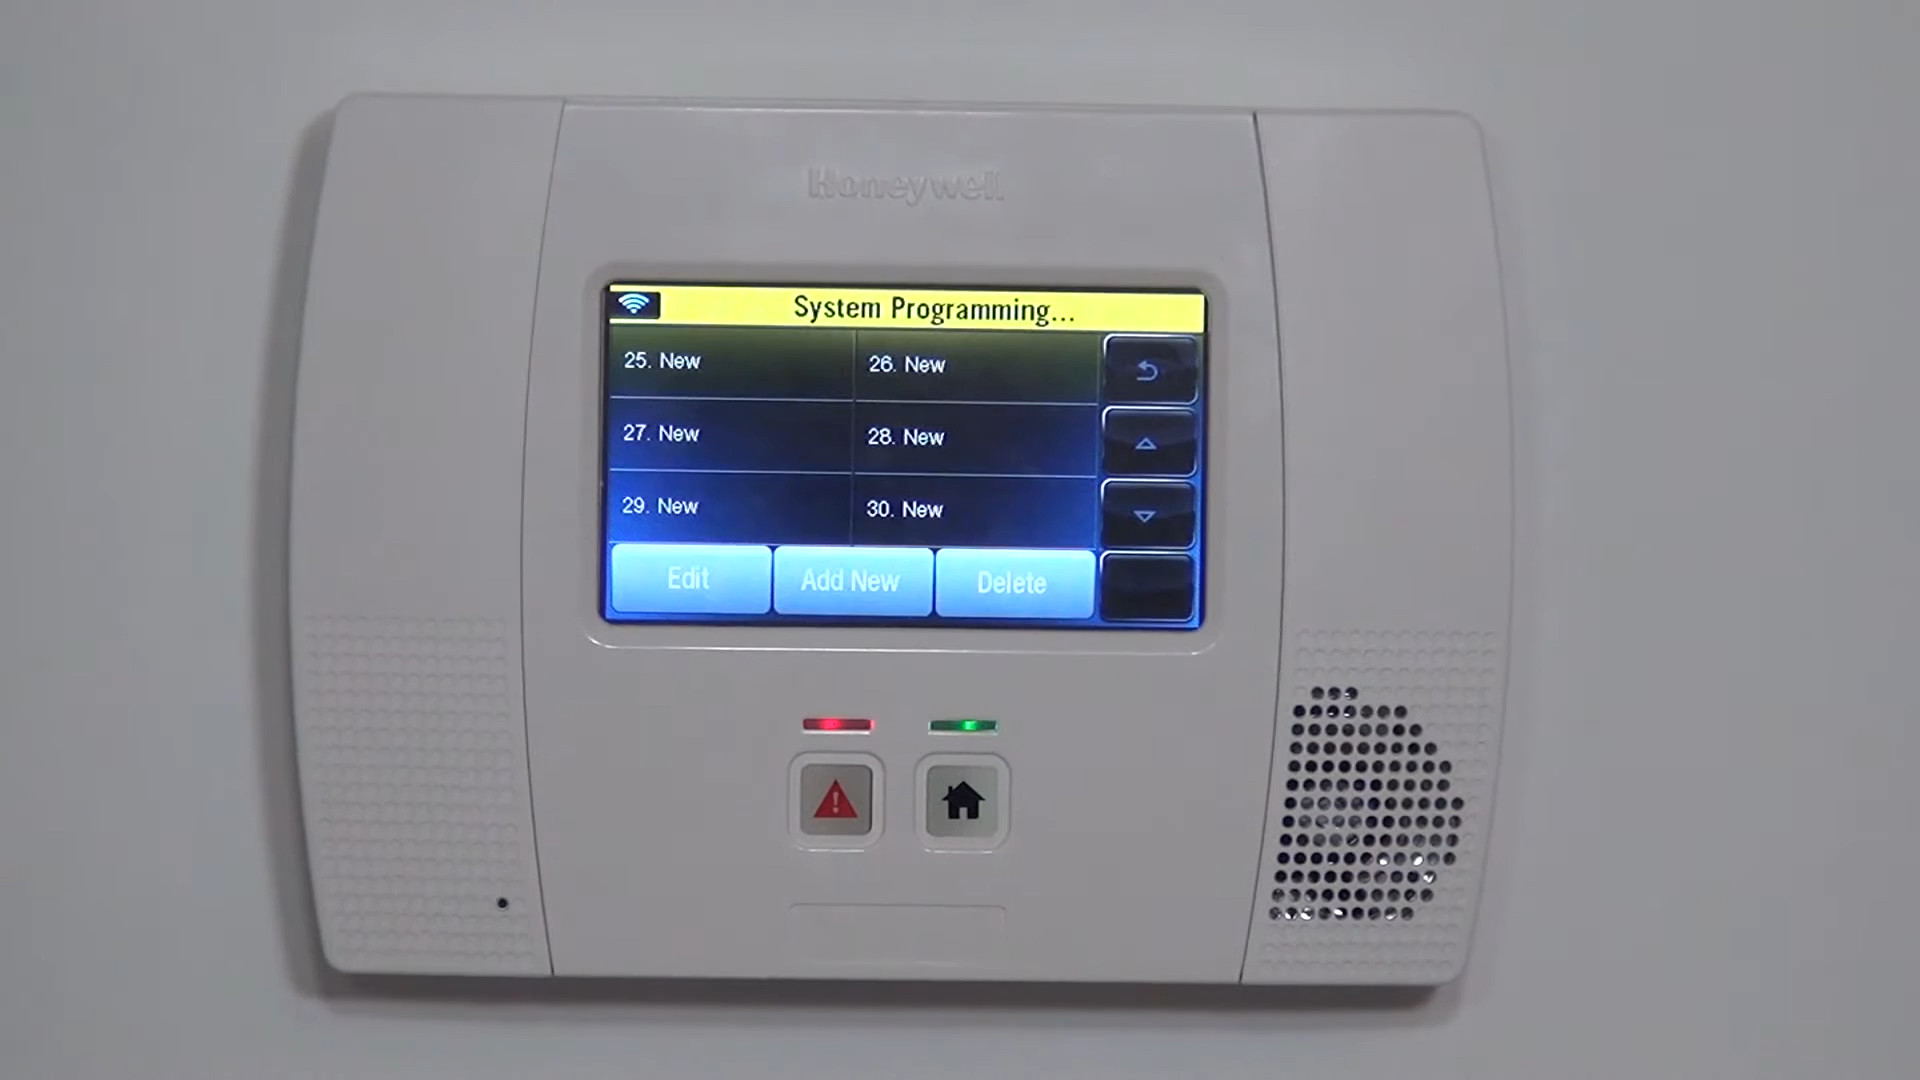 Honeywell
System Programming...
25. New
26. New
27. New
28. New
29. New
30. New
Edit
Add New
Delete